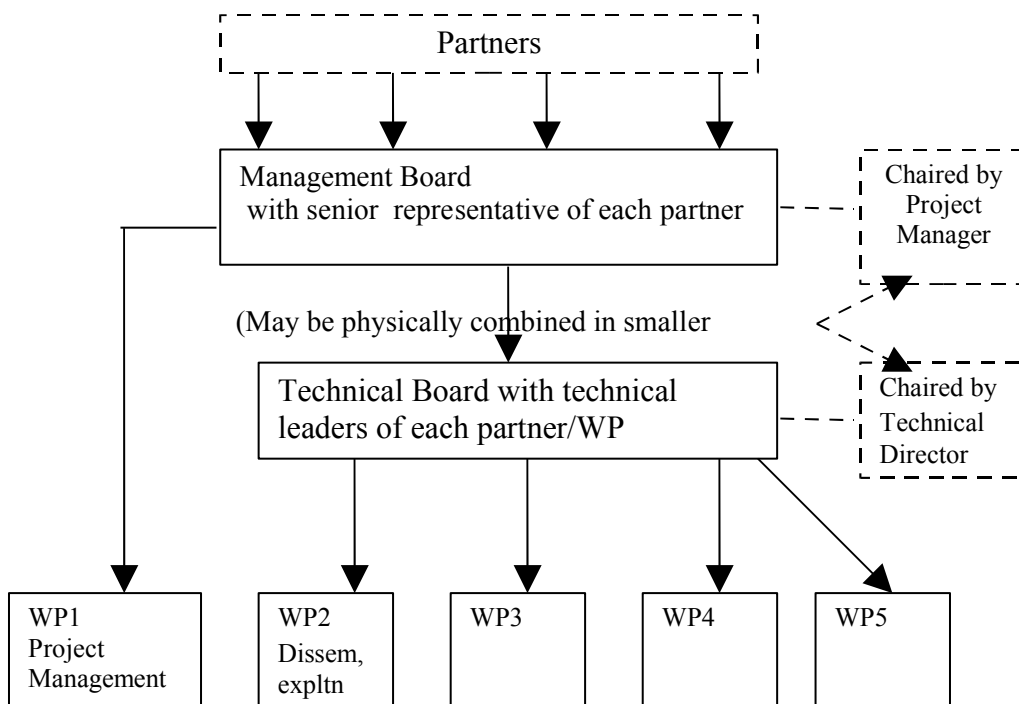 Partners
Management Board
with senior representative of each partner
Chaired by
Project
Manager
(May be physically combined in smaller
Technical Board with technical
leaders of each partner/WP
Chaired by
Technical
Director
WP1
Project
Management
WP2
Dissem,
expltn
WP3
WP4
WP5